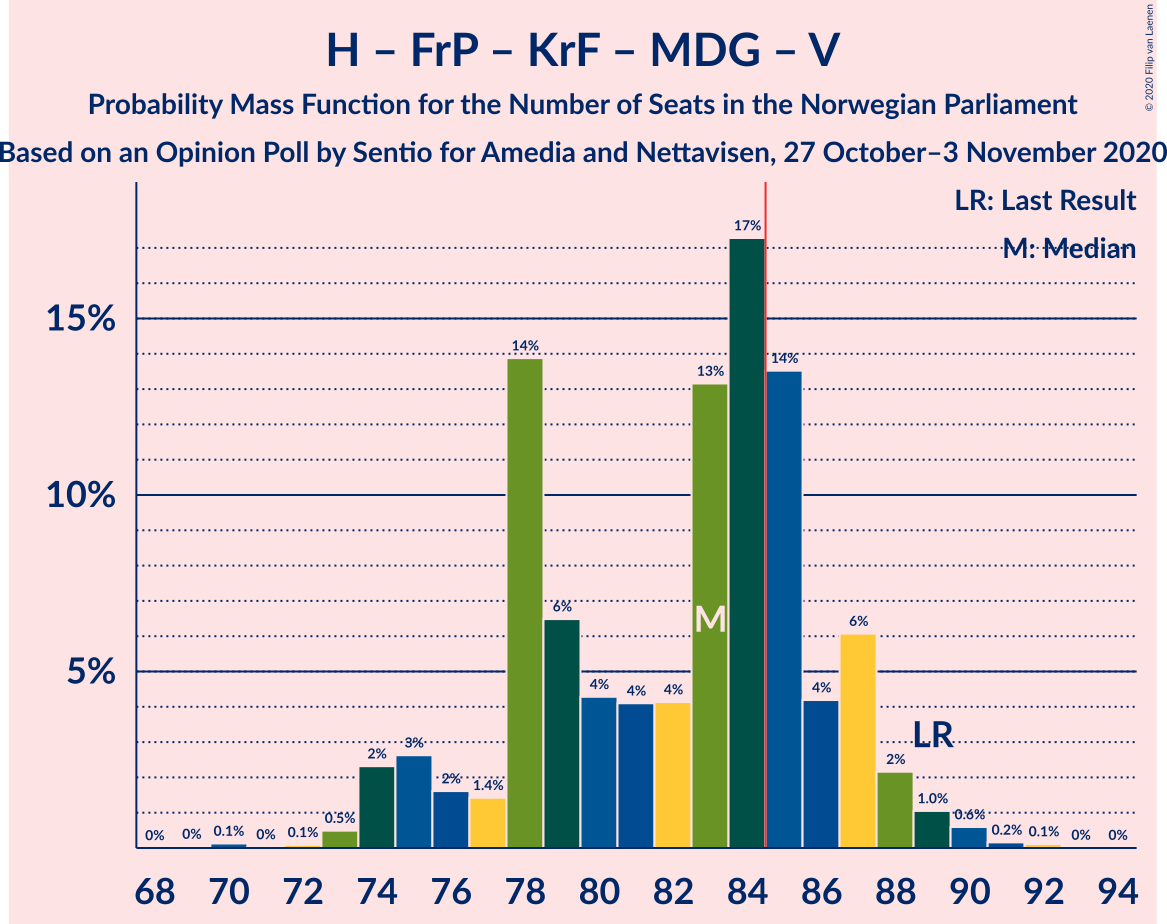 H – FrP – KrF – MDG – V
Probability Mass Function for the Number of Seats in the Norwegian Parliament
Based on an Opinion Poll by Sentio for Amedia and Nettavisen, 27 October–3 November 2020
© 2020 Filip van Laenen
LR: Last Result
M: Median
15%
10%
5%
0% 0% 0.1% 0% 0.1% 0.5% 2% 3% 2% 1.4% 14% 6% 4% 4% 4% 13% 17% 14% 4% 6% 2% 1.0% 0.6% 0.2% 0.1% 0% 0%
M
LR
68 70 72 74 76 78 80 82 84 86 88 90 92 94